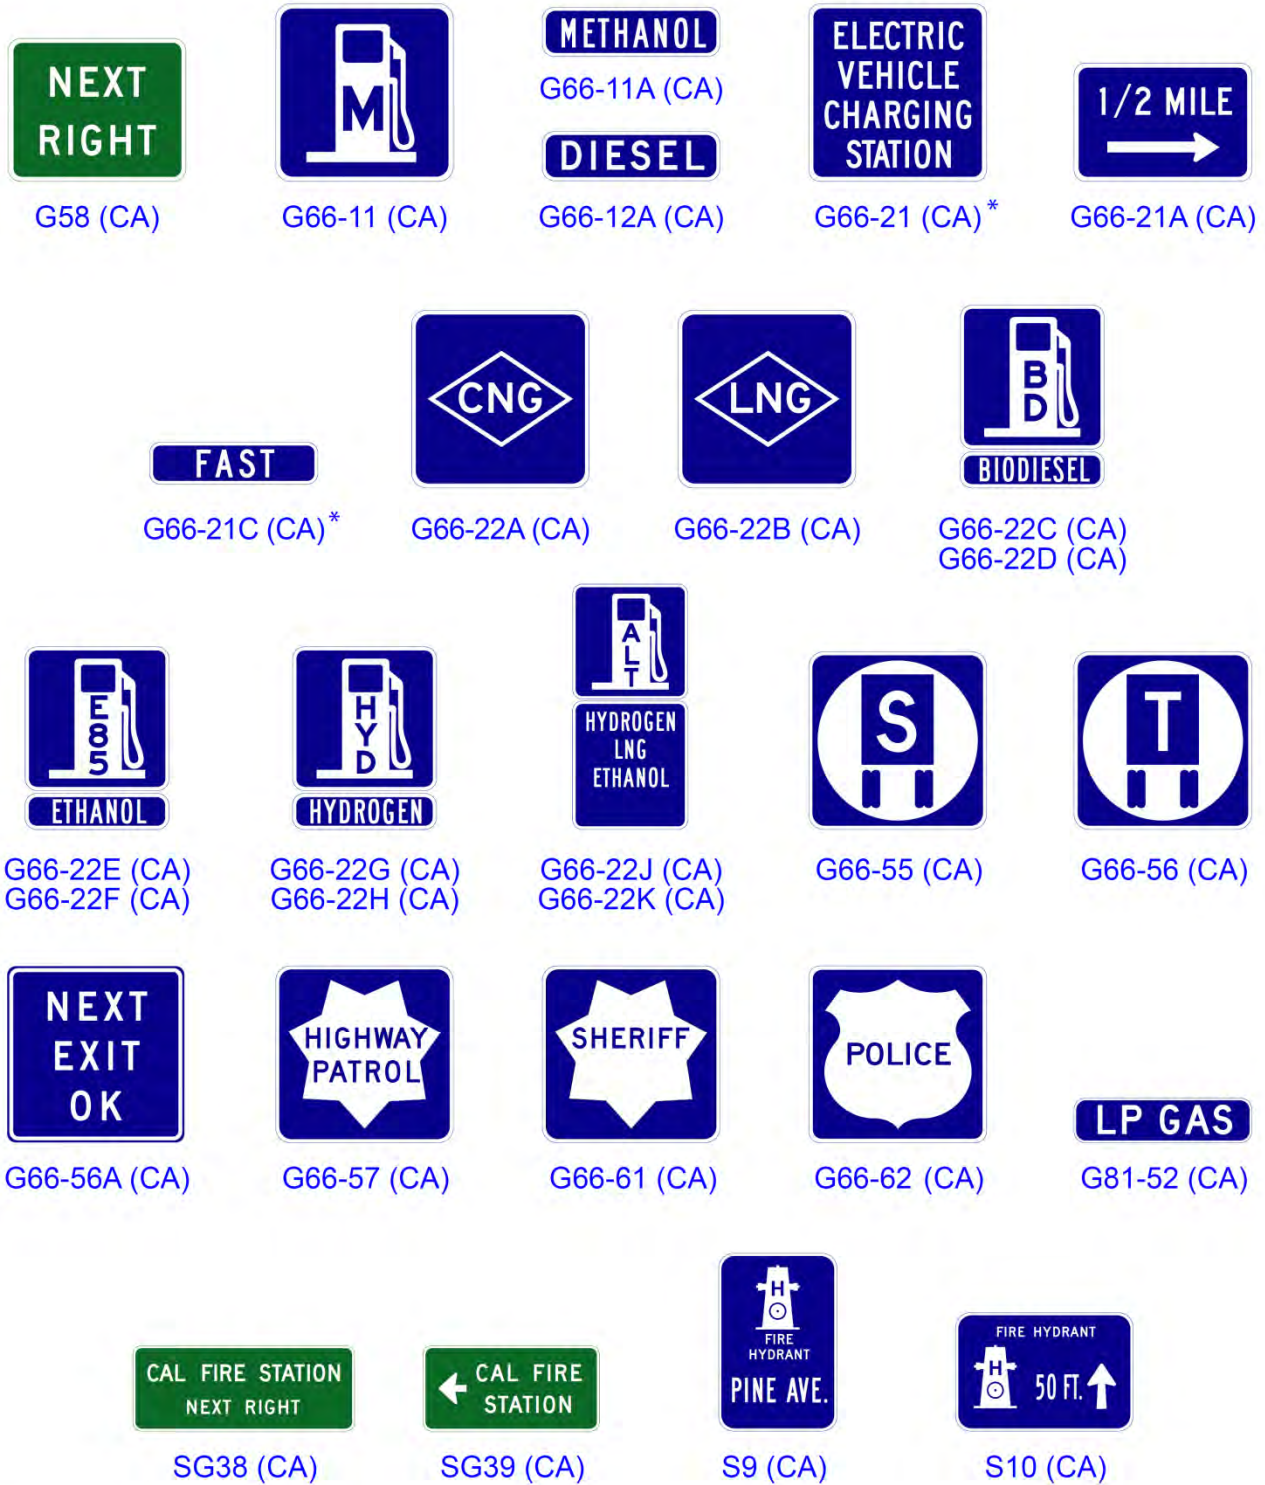 NEXT
RIGHT
G58 (CA)
M
G66-11 (CA)
METHANOL
G66-11A (CA)
DIESEL
G66-12A (CA)
ELECTRIC
VEHICLE
CHARGING
STATION
G66-21 (CA)*
1/2 MILE
G66-21A (CA)
FAST
G66-21C (CA)*
CNG
G66-22A (CA)
LNG
G66-22B (CA)
B
D
BIODIESEL
G66-22C (CA)
G66-22D (CA)
E
8
5
ETHANOL
G66-22E (CA)
G66-22F (CA)
H
Y
D
HYDROGEN
G66-22G (CA)
G66-22H (CA)
A
L
T
HYDROGEN
LNG
ETHANOL
G66-22J (CA)
G66-22K (CA)
S
G66-55 (CA)
T
G66-56 (CA)
NEXT
EXIT
OK
G66-56A (CA)
HIGHWAY
PATROL
G66-57 (CA)
SHERIFF
G66-61 (CA)
POLICE
G66-62 (CA)
LP GAS
G81-52 (CA)
CAL FIRE STATION
NEXT RIGHT
SG38 (CA)
CAL FIRE
STATION
SG39 (CA)
H
FIRE
HYDRANT
PINE AVE.
S9 (CA)
FIRE HYDRANT
H
50 FT.
S10 (CA)